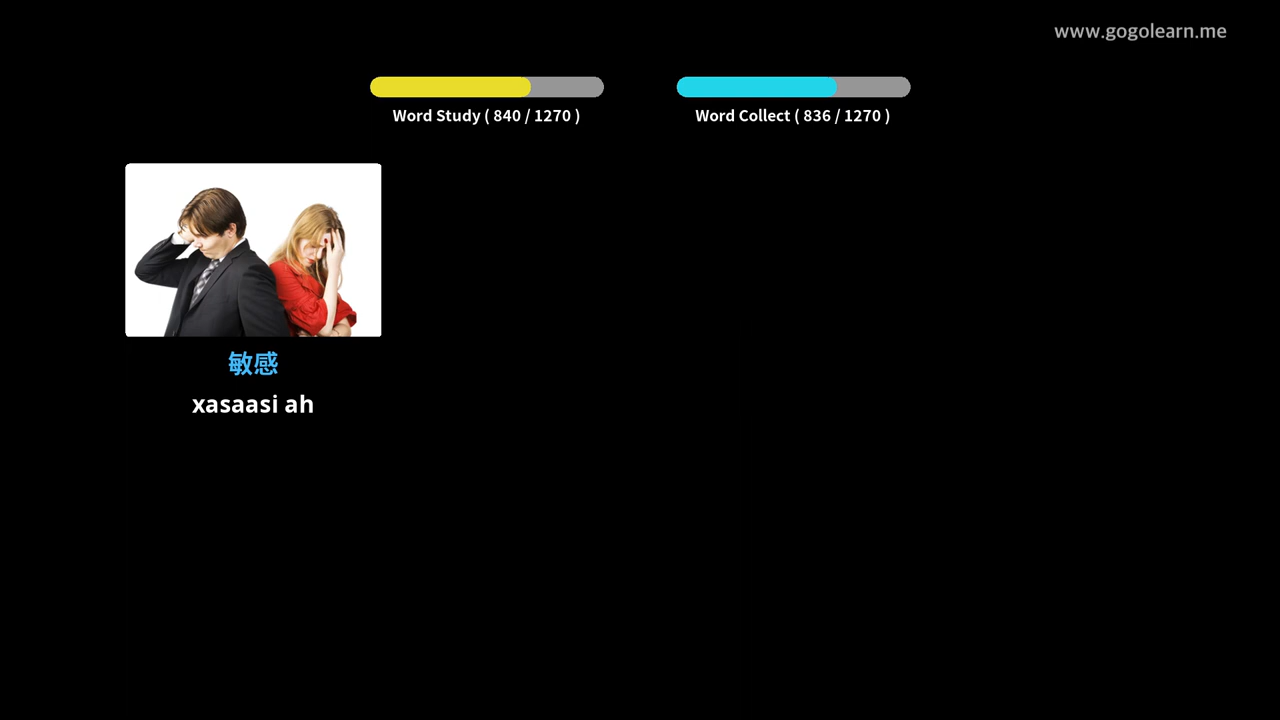 www.gogolearn.me
Word Study ( 840 / 1270 )
Word Collect ( 836 / 1270 )
敏感
xasaasi ah